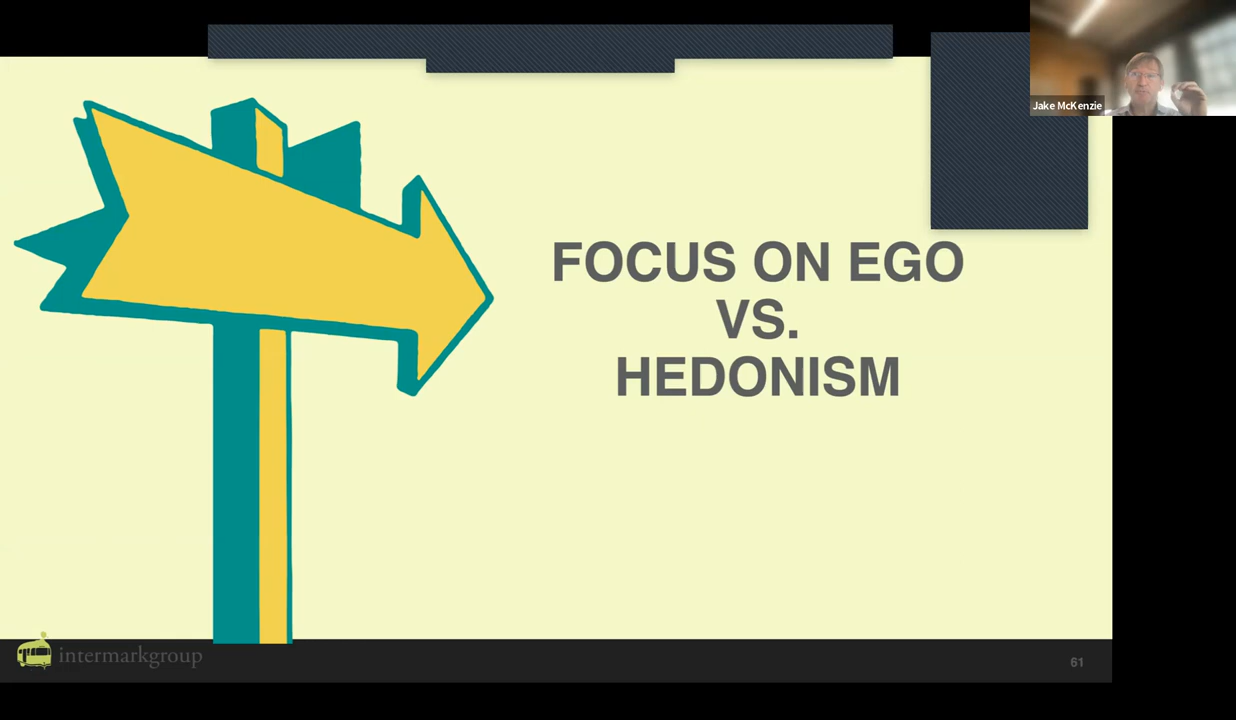 Jake McKenzie
FOCUS ON EGO
VS.
HEDONISM
intermarkgroup
61